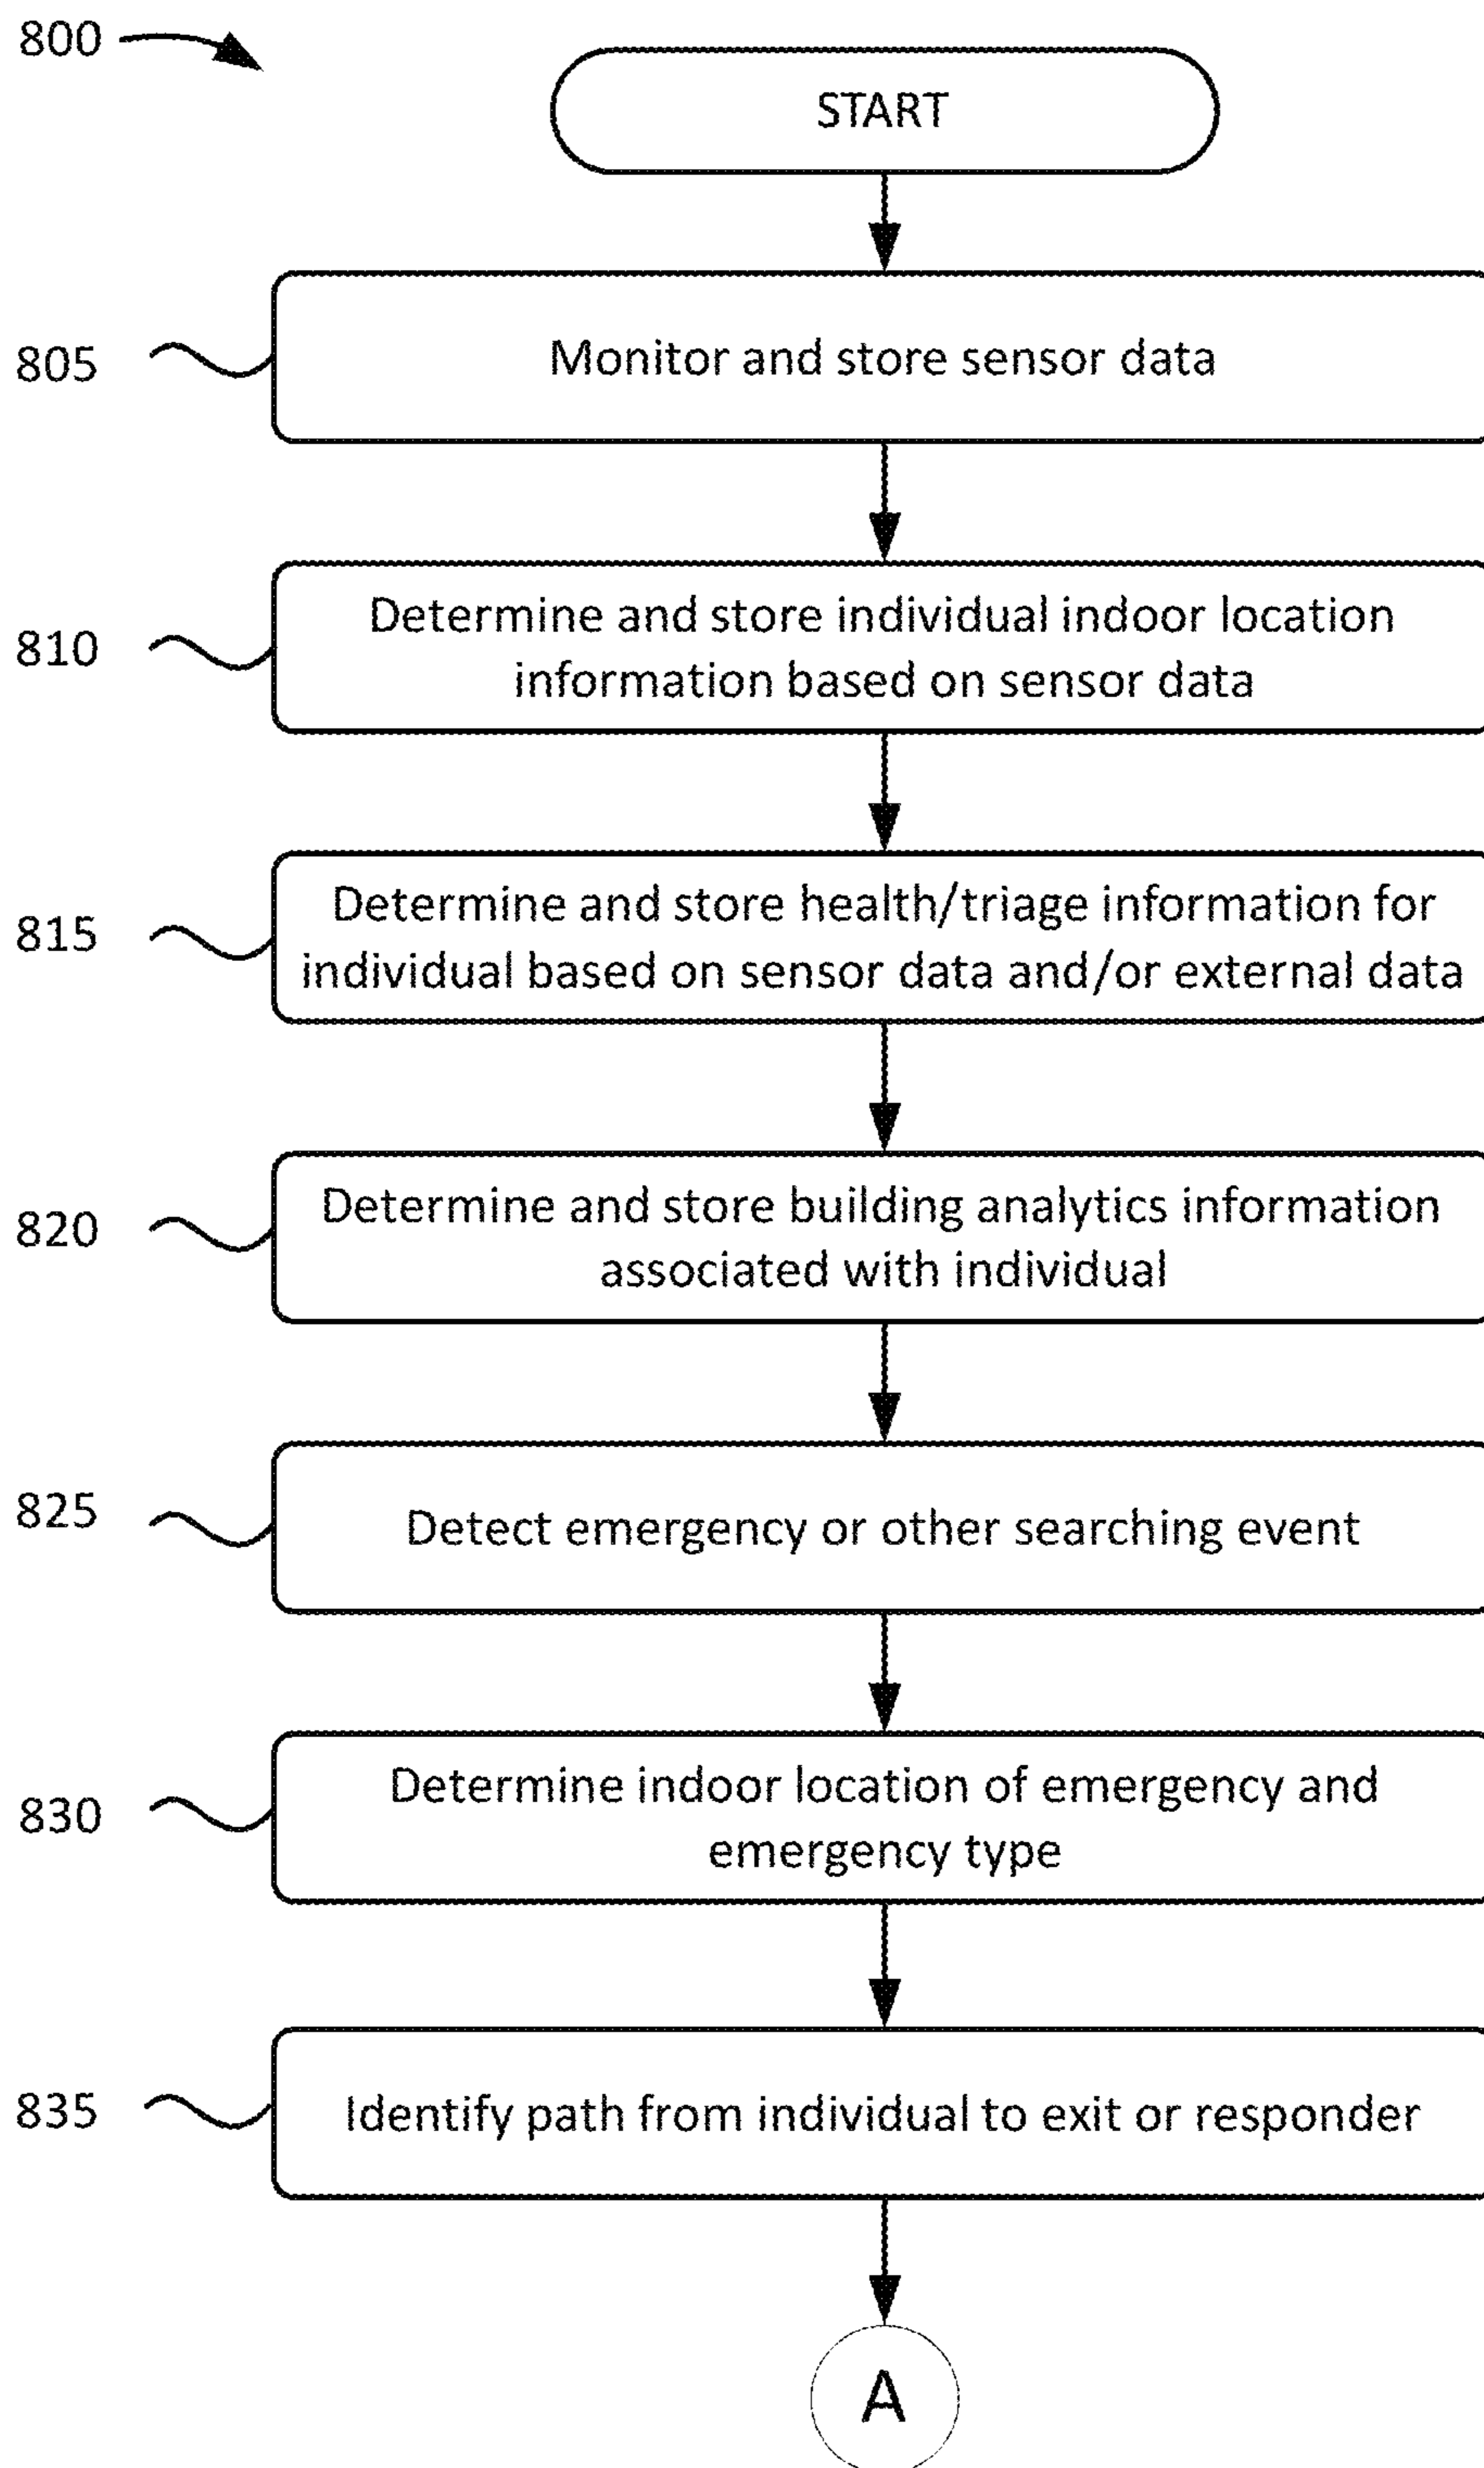 800
START
805
Monitor and store sensor data
810
Determine and store individual indoor location
information based on sensor data
815
Determine and store health/triage information for
individual based on sensor data and/or external data
820
Determine and store building analytics information
associated with individual
825
Detect emergency or other searching event
830
Determine indoor location of emergency and
emergency type
835
Identify path from individual to exit or responder
A